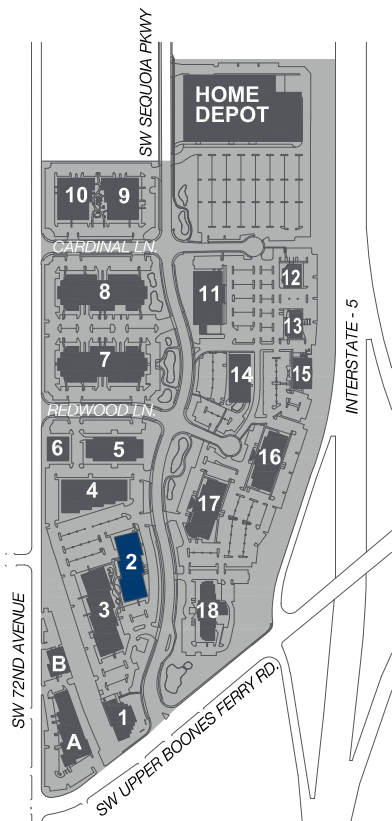 SW SEQUOIA PKWY
HOME
DEPOT
10
9
CARDINAL LN.
12
8
11
13
INTERSTATE - 5
7
14
15
REDWOOD LN.
6
5
16
4
17
2
3
18
SW 72ND AVENUE
B
1
A
SW UPPER BOONES FERRY RD.